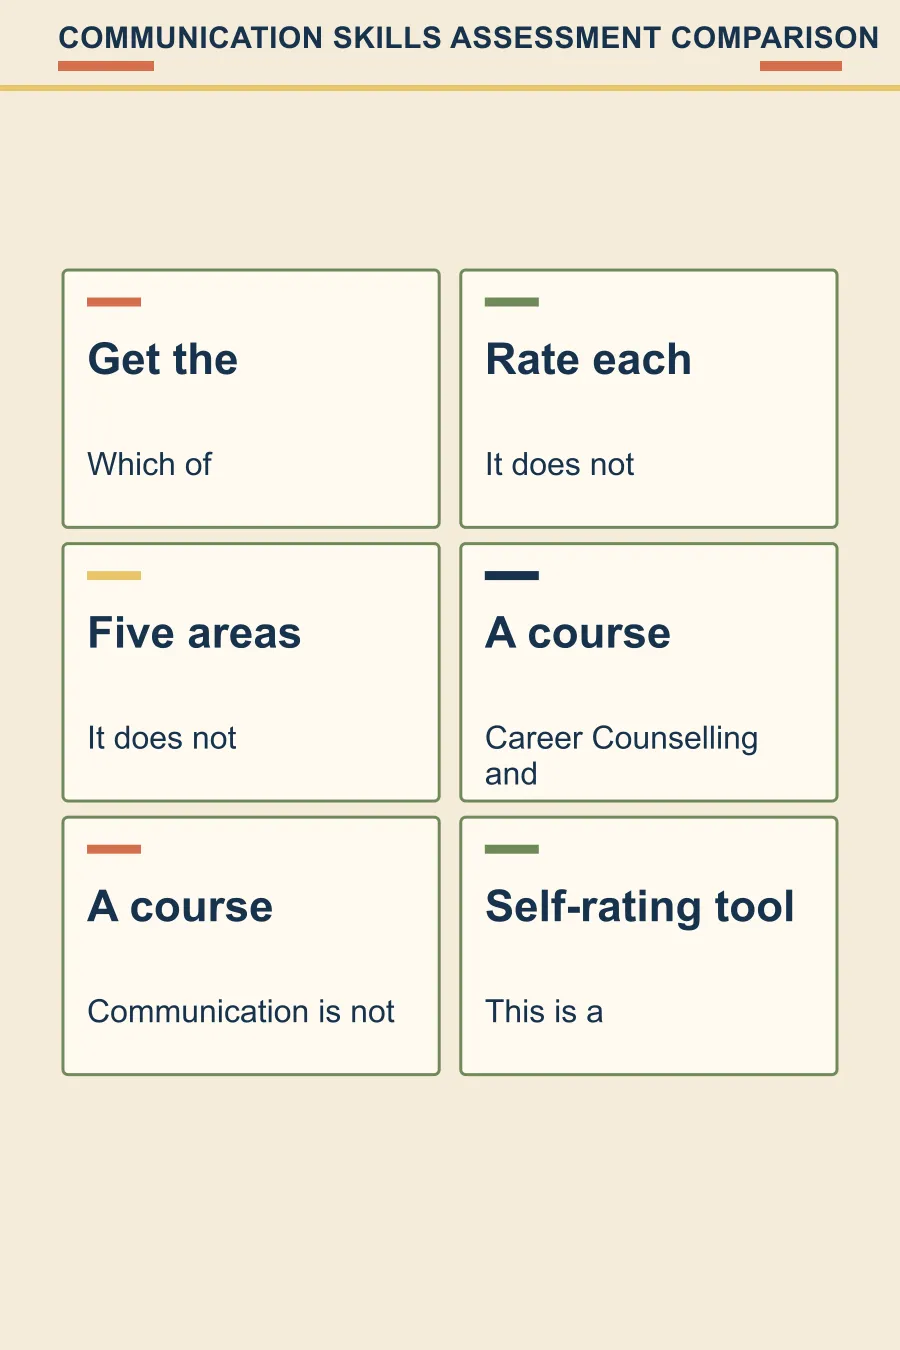 COMMUNICATION SKILLS ASSESSMENT COMPARISON
Get the
Which of
Rate each
It does not
Five areas
It does not
A course
Career Counselling
and
A course
Communication is not
Self-rating tool
This is a